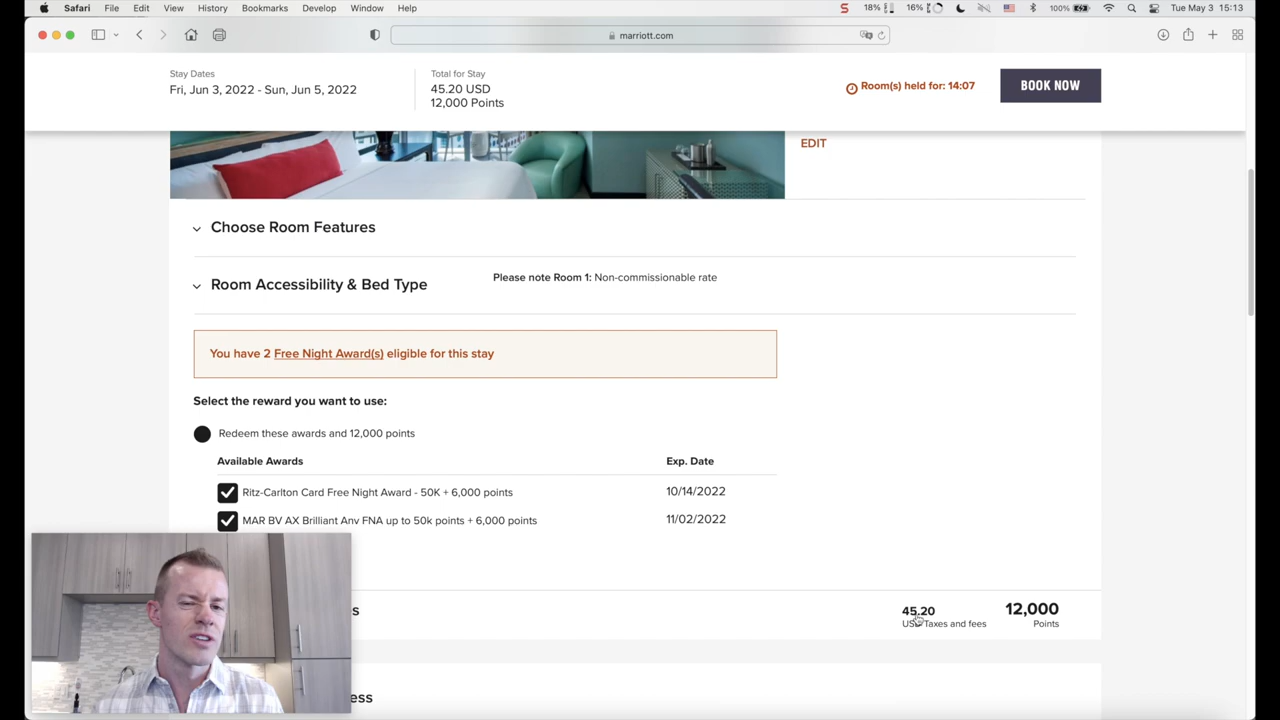 Safari File Edit View History Bookmarks Develop Window Help 18% 16% 100% Tue May 3 15:13
marriott.com
Stay Dates
Fri, Jun 3, 2022 - Sun, Jun 5, 2022
Total for Stay
45.20 USD
12,000 Points
Room(s) held for: 14:07
BOOK NOW
EDIT
Choose Room Features
Room Accessibility & Bed Type
Please note Room 1: Non-commissionable rate
You have 2 Free Night Award(s) eligible for this stay
Select the reward you want to use:
Redeem these awards and 12,000 points
Available Awards Exp. Date
Ritz-Carlton Card Free Night Award - 50K + 6,000 points 10/14/2022
MAR BV AX Brilliant Anv FNA up to 50k points + 6,000 points 11/02/2022
s
45.20 12,000
USD Taxes and fees Points
ess